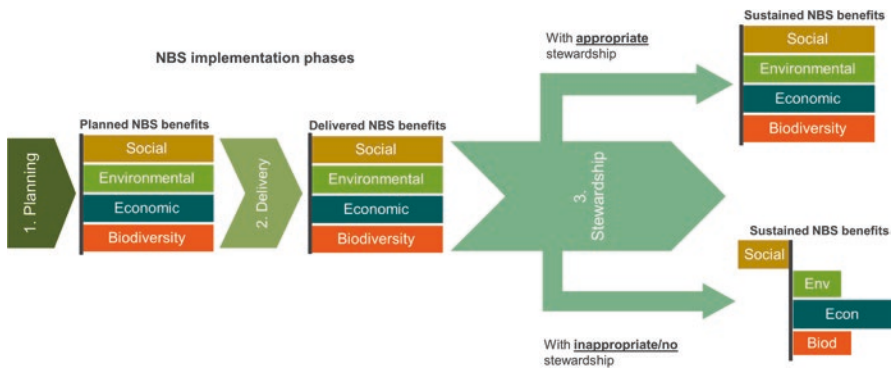 NBS implementation phases
1. Planning
Planned NBS benefits
Social
Environmental
Economic
Biodiversity
2. Delivery
Delivered NBS benefits
Social
Environmental
Economic
Biodiversity
3.
Stewardship
With appropriate
stewardship
Sustained NBS benefits
Social
Environmental
Economic
Biodiversity
With inappropriate/no
stewardship
Sustained NBS benefits
Social
Env
Econ
Biod